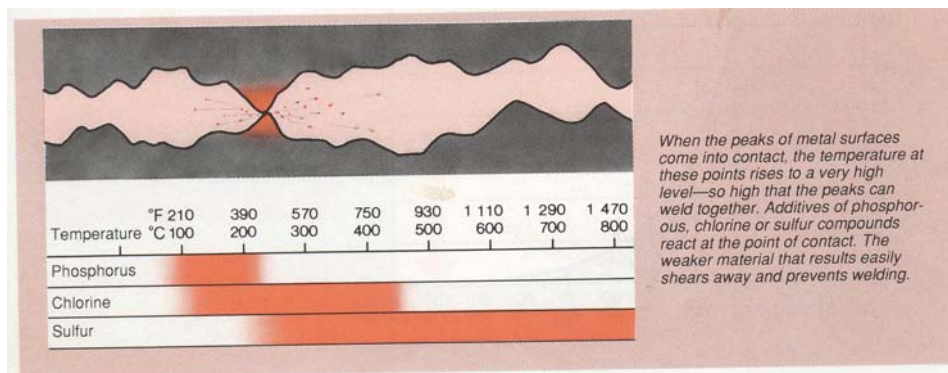 °F 210 390 570 750 930 1 110 1 290 1 470
Temperature °C 100 200 300 400 500 600 700 800
Phosphorus
Chlorine
Sulfur
When the peaks of metal surfaces
come into contact, the temperature at
these points rises to a very high
level—so high that the peaks can
weld together. Additives of phosphor-
ous, chlorine or sulfur compounds
react at the point of contact. The
weaker material that results easily
shears away and prevents welding.